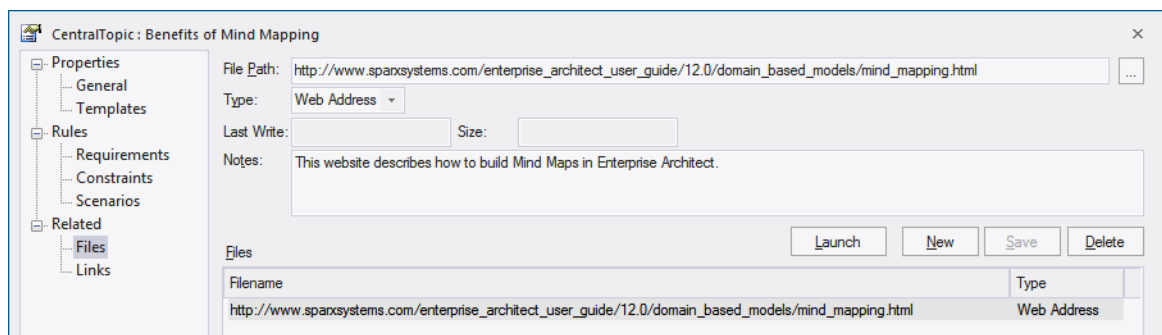 CentralTopic : Benefits of Mind Mapping
Properties
General
Templates
Rules
Requirements
Constraints
Scenarios
Related
Files
Links
File Path: http://www.sparxsystems.com/enterprise_architect_user_guide/12.0/domain_based_models/mind_mapping.html ...
Type: Web Address
Last Write: Size:
Notes: This website describes how to build Mind Maps in Enterprise Architect.
Launch New Save Delete
Files
Filename Type
http://www.sparxsystems.com/enterprise_architect_user_guide/12.0/domain_based_models/mind_mapping.html Web Address